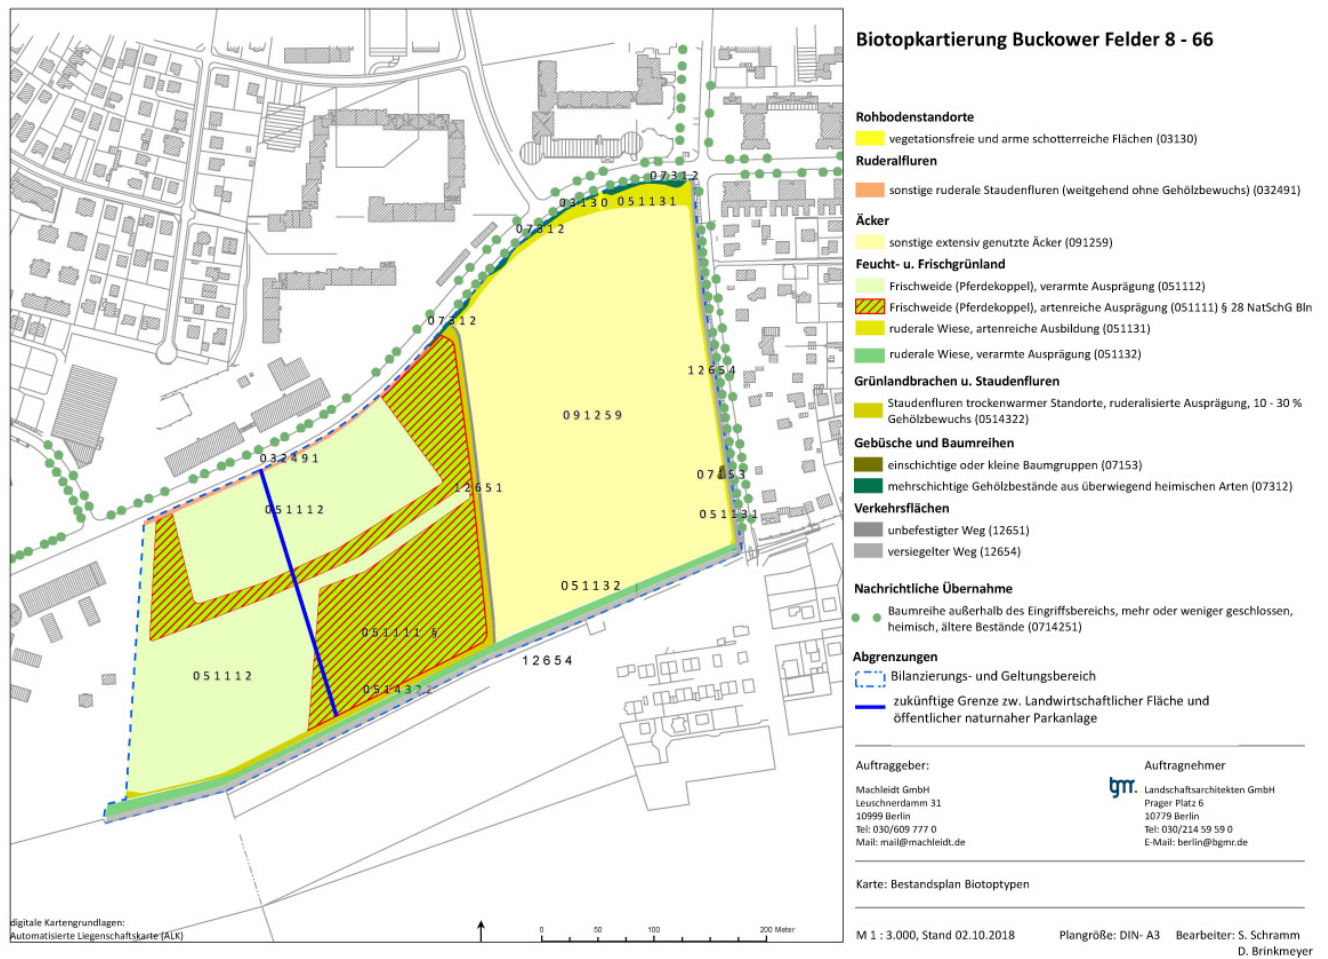 Biotopkartierung Buckower Felder 8 - 66
Rohbodenstandorte
vegetationsfreie und arme schotterreiche Flächen (03130)
Ruderalfluren
sonstige ruderale Staudenfluren (weitgehend ohne Gehölzbewuchs) (032491)
Äcker
sonstige extensiv genutzte Äcker (091259)
Feucht- u. Frischgrünland
Frischweide (Pferdekoppel), verarmte Ausprägung (051112)
Frischweide (Pferdekoppel), artenreiche Ausprägung (051111) § 28 NatSchG Bln
ruderale Wiese, artenreiche Ausbildung (051131)
ruderale Wiese, verarmte Ausprägung (051132)
Grünlandbrachen u. Staudenfluren
Staudenfluren trockenwarmer Standorte, ruderalisierte Ausprägung, 10 - 30 %
Gehölzbewuchs (0514322)
Gebüsche und Baumreihen
einschichtige oder kleine Baumgruppen (07153)
mehrschichtige Gehölzbestände aus überwiegend heimischen Arten (07312)
Verkehrsflächen
unbefestigter Weg (12651)
versiegelter Weg (12654)
Nachrichtliche Übernahme
Baumreihe außerhalb des Eingriffsbereichs, mehr oder weniger geschlossen,
heimisch, ältere Bestände (0714251)
Abgrenzungen
Bilanzierungs- und Geltungsbereich
zukünftige Grenze zw. Landwirtschaftlicher Fläche und
öffentlicher naturnaher Parkanlage
Auftraggeber:
Machleidt GmbH
Leuschnerdamm 31
10999 Berlin
Tel: 030/609 777 0
Mail: mail@machleidt.de
Auftragnehmer
bgmr.
Landschaftsarchitekten GmbH
Prager Platz 6
10779 Berlin
Tel: 030/214 59 59 0
E-Mail: berlin@bgmr.de
Karte: Bestandsplan Biotoptypen
M 1 : 3.000, Stand 02.10.2018
Plangröße: DIN- A3
Bearbeiter: S. Schramm
D. Brinkmeyer
07312
03130
051131
07312
07312
12654
091259
032491
07153
12651
051112
051131
051132
051111 §
12654
051112
0514322
digitale Kartengrundlagen:
Automatisierte Liegenschaftskarte (ALK)
0 50 100 200 Meter